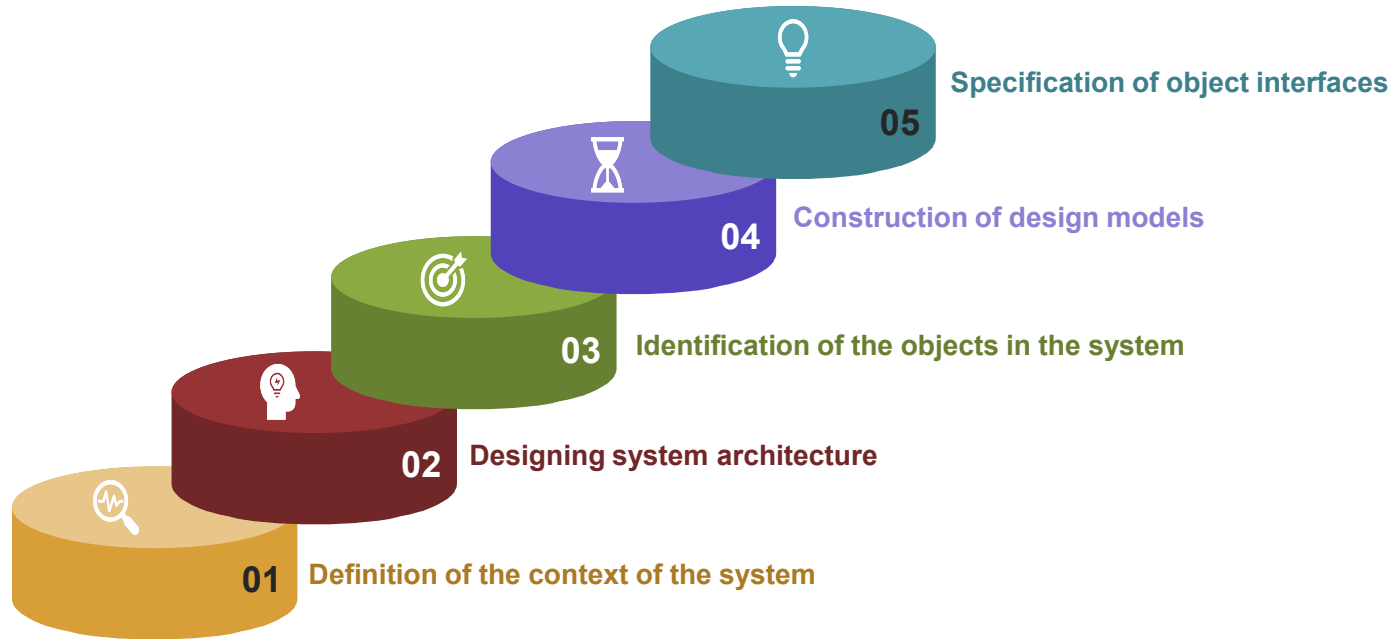 05
Specification of object interfaces
04
Construction of design models
03
Identification of the objects in the system
02
Designing system architecture
01
Definition of the context of the system